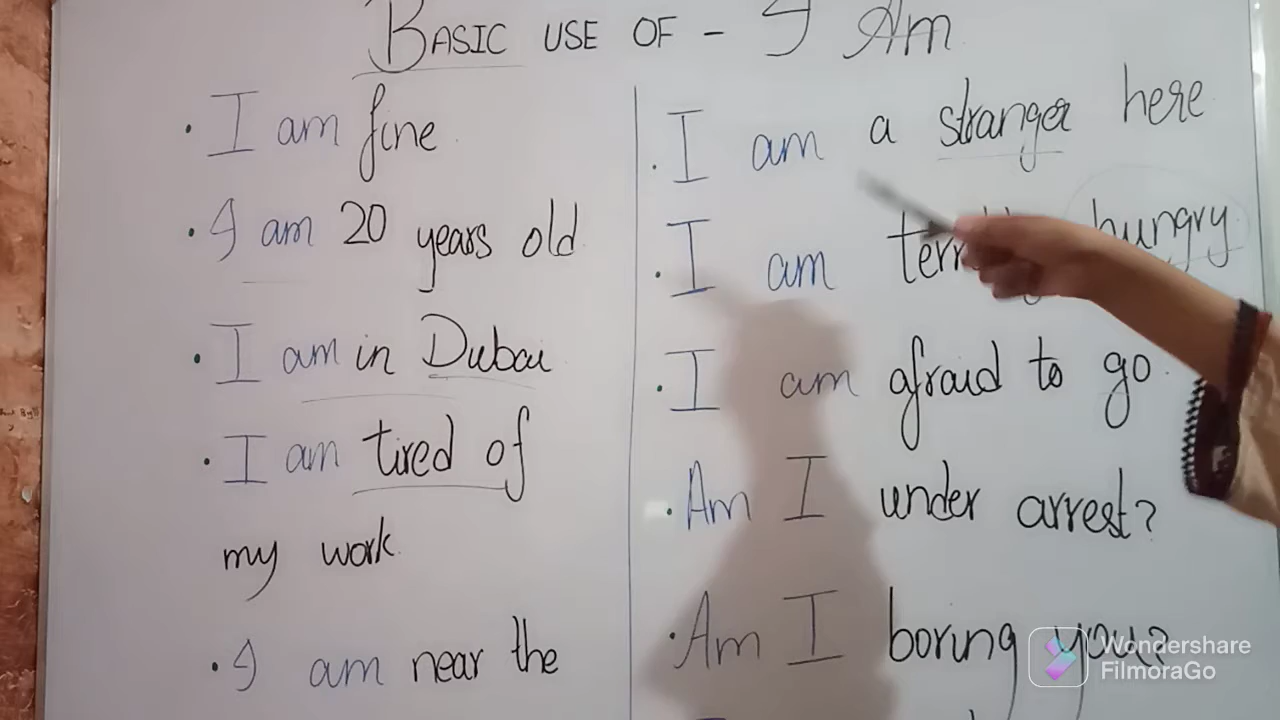 BASIC USE OF - I Am
. I am fine
. I am 20 years old
. I am in Dubai
. I am tired of
my work.
. I am near the
. I am a stranger here
. I am hungry
. I am afraid to go
. Am I under arrest?
. Am I boring you?
Wondershare
FilmoraGo